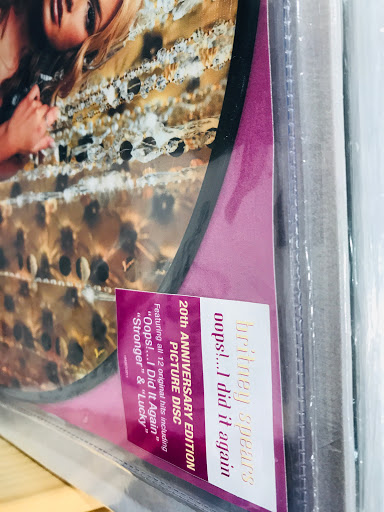 britney spears
oops!...I did it again
20th ANNIVERSARY EDITION
PICTURE DISC
Featuring all 12 original hits including
"Oops!...I Did It Again"
"Stronger" & "Lucky"